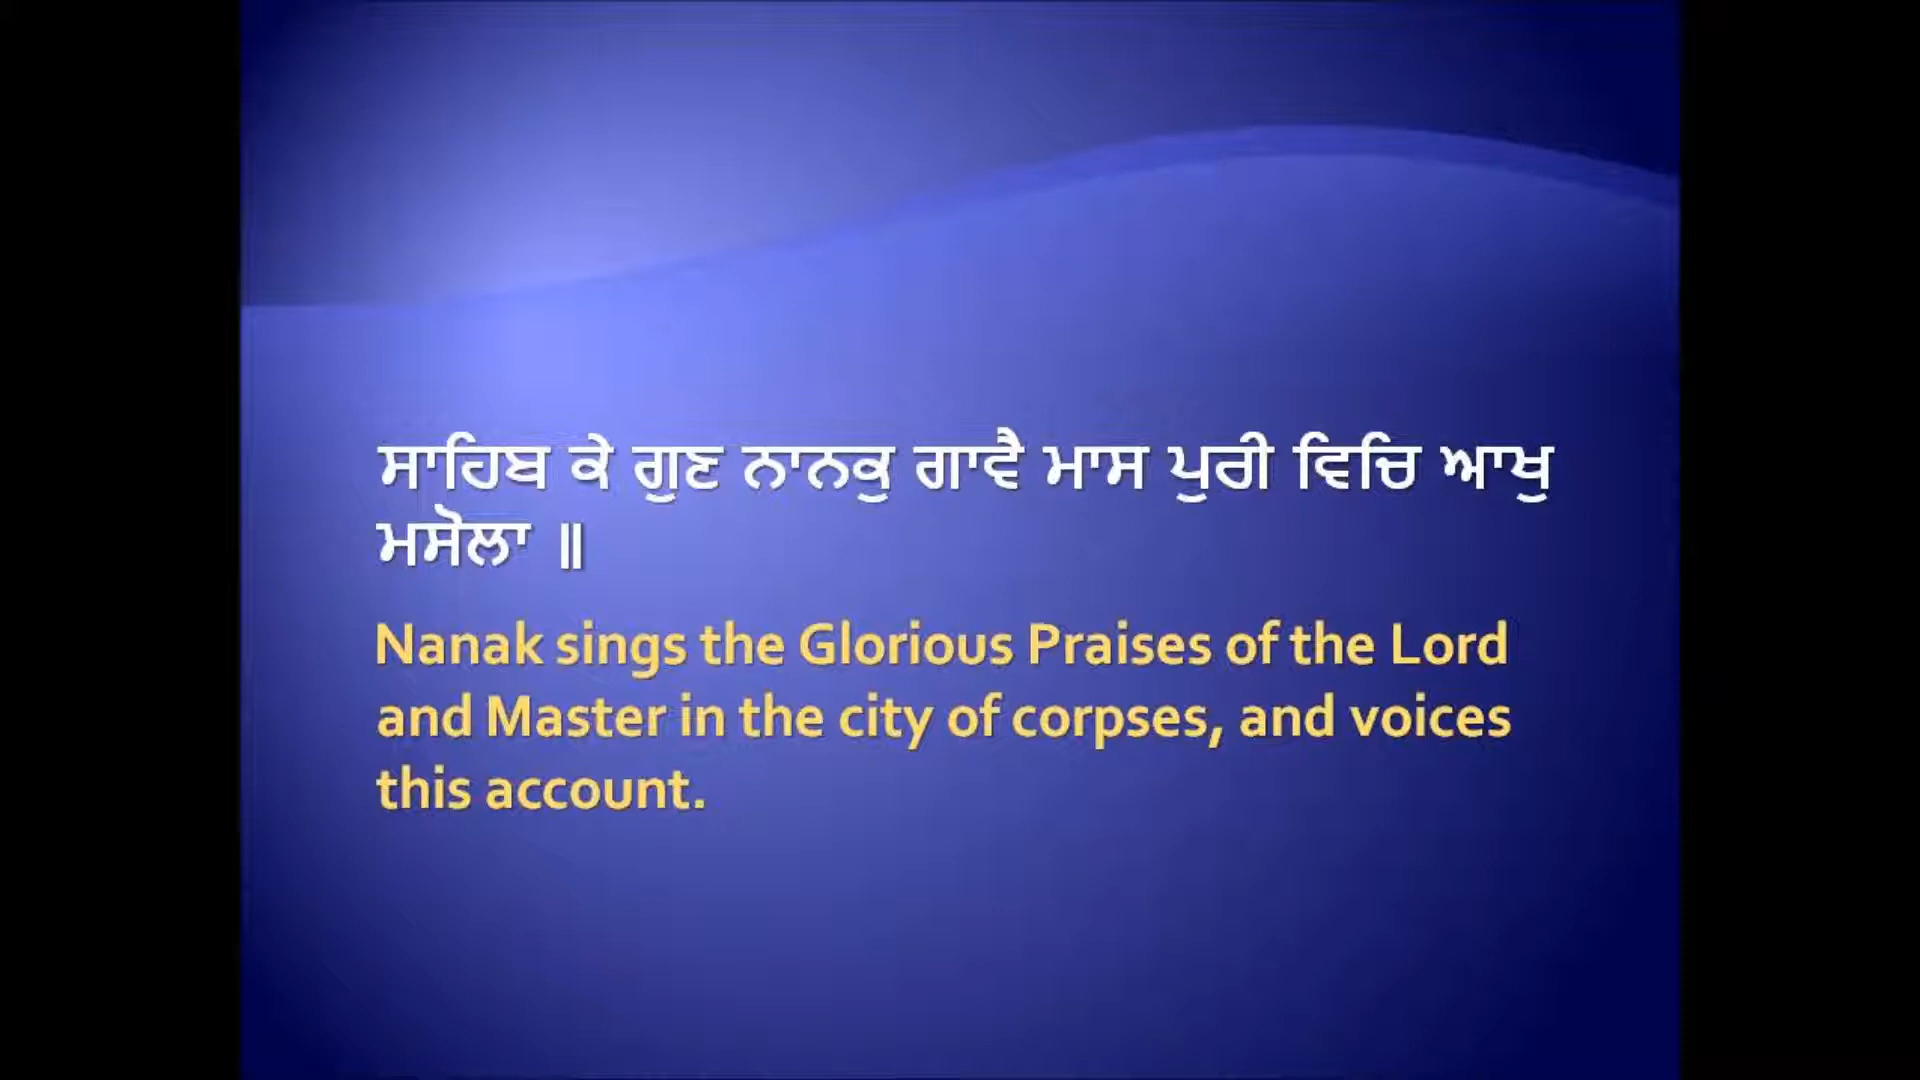 ਸਾਹਿਬ ਕੇ ਗੁਣ ਨਾਨਕੁ ਗਾਵੈ ਮਾਸ ਪੁਰੀ ਵਿਚਿ ਆਖੁ
ਮਸੋਲਾ ॥
Nanak sings the Glorious Praises of the Lord
and Master in the city of corpses, and voices
this account.